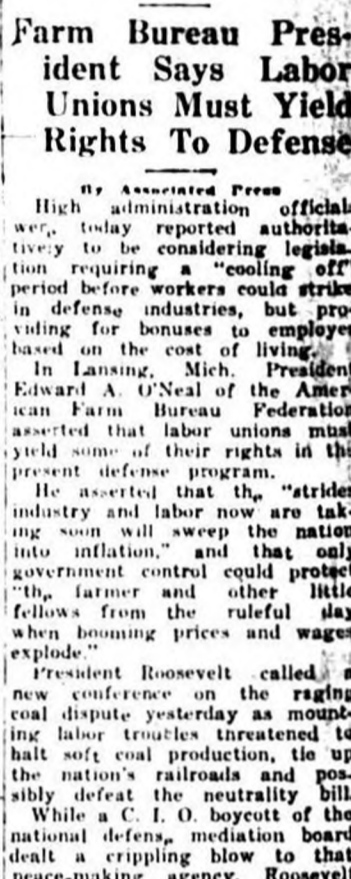 Farm Bureau Pres-
ident Says Labor
Unions Must Yield
Rights To Defense
By Associated Press
High administration official
wer,, today reported authorita
tively to be considering legisla-
tion requiring a "cooling off"
period before workers could strike
in defense industries, but pro
viding for bonuses to employe
based on the cost of living.
In Lansing, Mich. President
Edward A. O'Neal of the Amer
ican Farm Bureau Federation
asserted that labor unions must
yield some of their rights in the
present defense program.
He asserted that th,, "strides
industry and labor now are tak-
ing soon will sweep the nation
into inflation," and that only
government control could protect
"th,, farmer and other little
fellows from the ruleful day
when booming prices and wages
explode."
President Roosevelt called a
new conference on the raging
coal dispute yesterday as mount-
ing labor troubles threatened to
halt soft coal production, tie up
the nation's railroads and pos-
sibly defeat the neutrality bill.
While a C. I. O. boycott of the
national defens,, mediation board
dealt a crippling blow to that
peace-making agency, Roosevelt